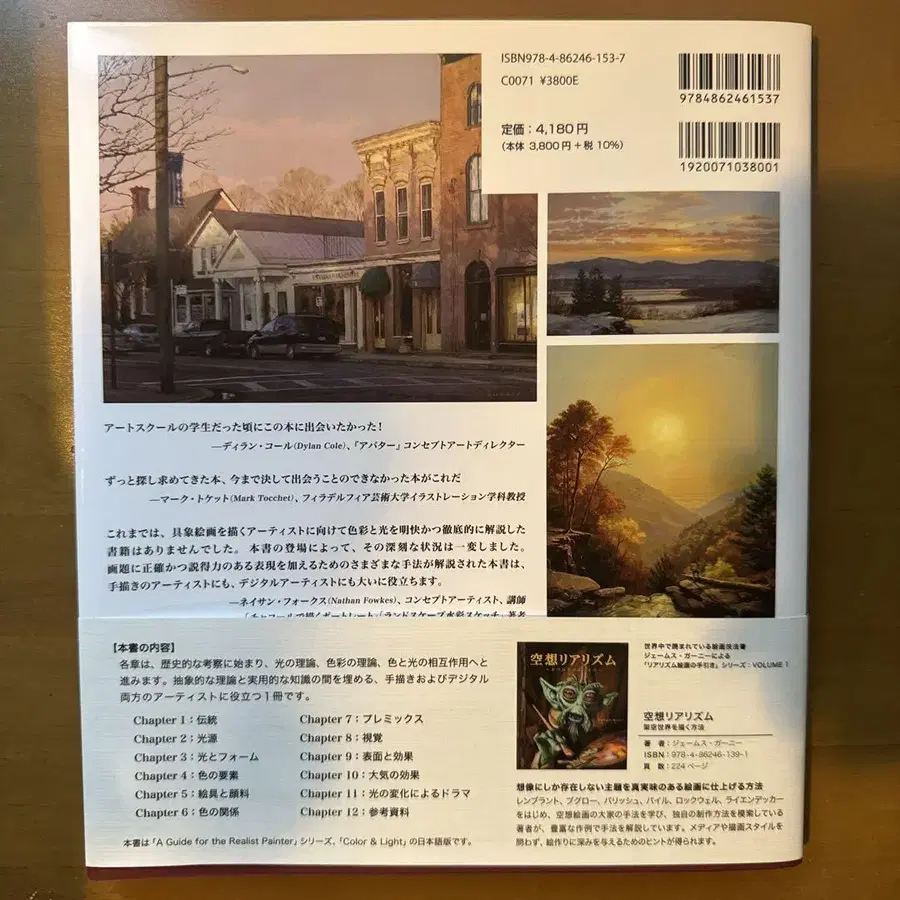 ISBN978-4-86246-153-7
C0071 ¥3800E
9784862461537
定価：4,180円
（本体 3,800円＋税10%）
1920071038001
アートスクールの学生だった頃にこの本に出会いたかった！
―ディラン・コール（Dylan Cole）、「アバター」コンセプトアートディレクター
ずっと探し求めてきた本、今まで決して出会うことのできなかった本がこれだ
―マーク・トケット（Mark Tocchet）、フィラデルフィア芸術大学イラストレーション学科教授
これまでは、具象絵画を描くアーティストに向けて色彩と光を明快かつ徹底的に解説した
書籍はありませんでした。本書の登場によって、その深刻な状況は一変しました。
画題に正確かつ説得力のある表現を加えるためのさまざまな手法が解説された本書は、
手描きのアーティストにも、デジタルアーティストにも大いに役立ちます。
―ネイサン・フォークス（Nathan Fowkes）、コンセプトアーティスト、講師
「チャコールで描くポートレート」「ランドスケープ水彩スケッチ」著者
【本書の内容】
各章は、歴史的な考察に始まり、光の理論、色彩の理論、色と光の相互作用へと
進みます。抽象的な理論と実用的な知識の間を埋める、手描きおよびデジタル
両方のアーティストに役立つ1冊です。
Chapter 1：伝統
Chapter 2：光源
Chapter 3：光とフォーム
Chapter 4：色の要素
Chapter 5：絵具と顔料
Chapter 6：色の関係
Chapter 7：プレミックス
Chapter 8：視覚
Chapter 9：表面と効果
Chapter 10：大気の効果
Chapter 11：光の変化によるドラマ
Chapter 12：参考資料
本書は「A Guide for the Realist Painter」シリーズ、「Color & Light」の日本語版です。
空想リアリズム
世界中で読まれている絵画技法書
ジェームス・ガーニーによる
「リアリズム絵画の手引き」シリーズ：VOLUME 1
空想リアリズム
架空世界を描く方法
著 者：ジェームス・ガーニー
ISBN：978-4-86246-139-1
頁 数：224ページ
想像にしか存在しない主題を真実味のある絵画に仕上げる方法
レンブラント、ブグロー、パリッシュ、パイル、ロックウェル、ライエンデッカー
をはじめ、空想絵画の大家の手法を学び、独自の制作方法を模索している
著者が、豊富な作例で手法を解説しています。メディアや描画スタイルを
問わず、絵作りに深みを与えるためのヒントが得られます。